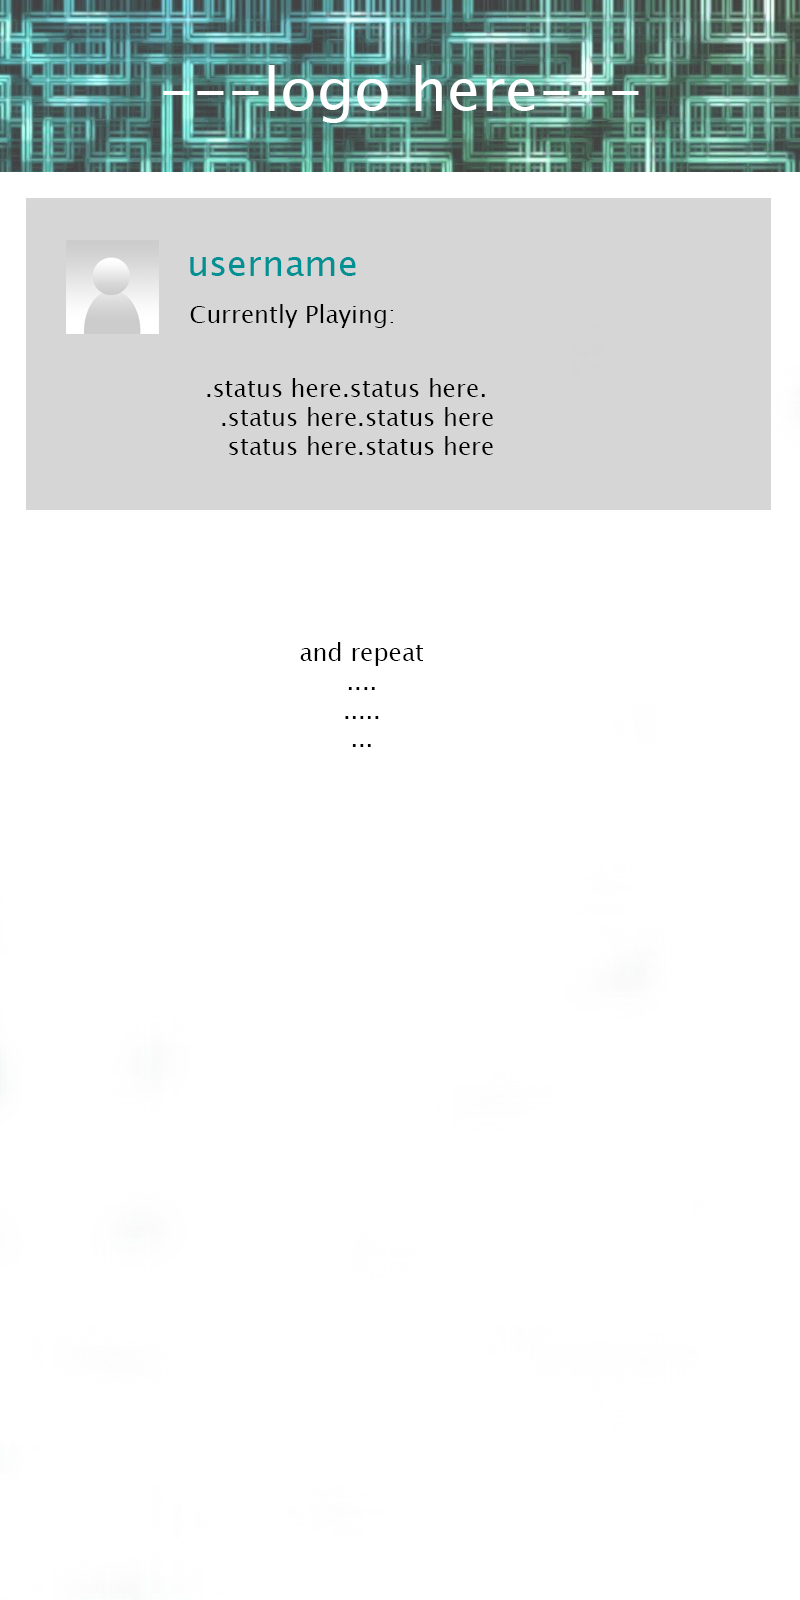 ---logo here---
username
Currently Playing:
.status here.status here.
.status here.status here
status here.status here
and repeat
....
.....
...